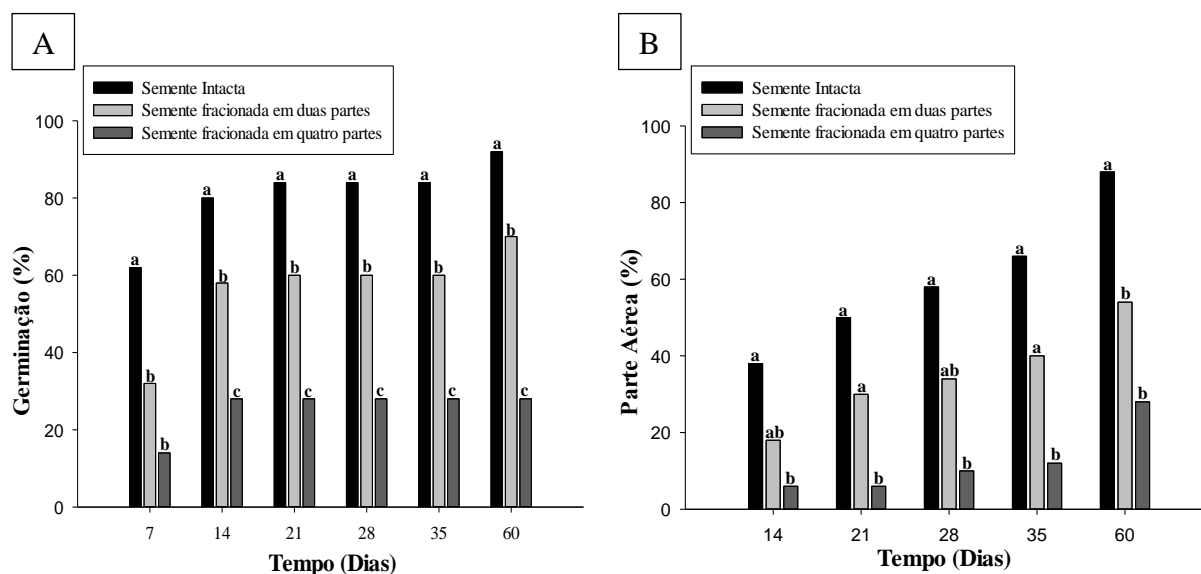 A
Semente Intacta
Semente fracionada em duas partes
Semente fracionada em quatro partes
100
80
60
40
20
0
Germinação (%)
a
b
b
a
b
c
a
b
c
a
b
c
a
b
c
a
b
c
7 14 21 28 35 60
Tempo (Dias)
B
Semente Intacta
Semente fracionada em duas partes
Semente fracionada em quatro partes
100
80
60
40
20
0
Parte Aérea (%)
a
ab
b
a
a
b
a
ab
b
a
a
b
a
b
b
14 21 28 35 60
Tempo (Dias)